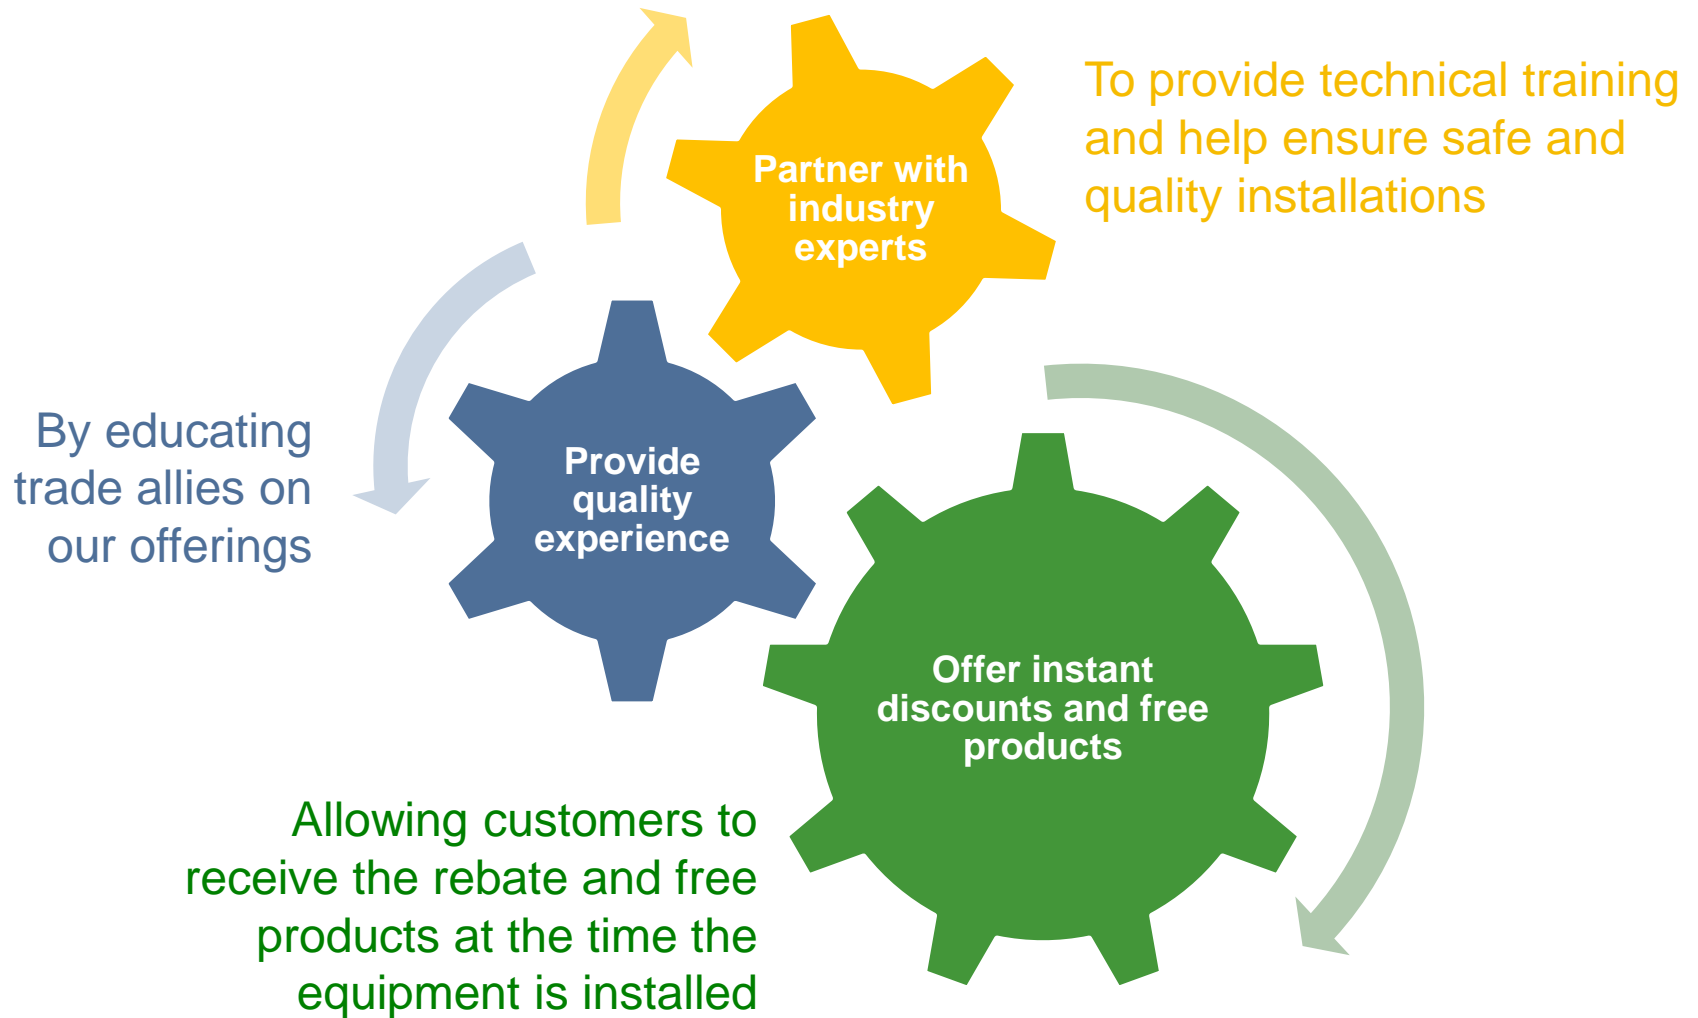 To provide technical training
and help ensure safe and
quality installations
Partner with
industry
experts
By educating
trade allies on
our offerings
Provide
quality
experience
Offer instant
discounts and free
products
Allowing customers to
receive the rebate and free
products at the time the
equipment is installed